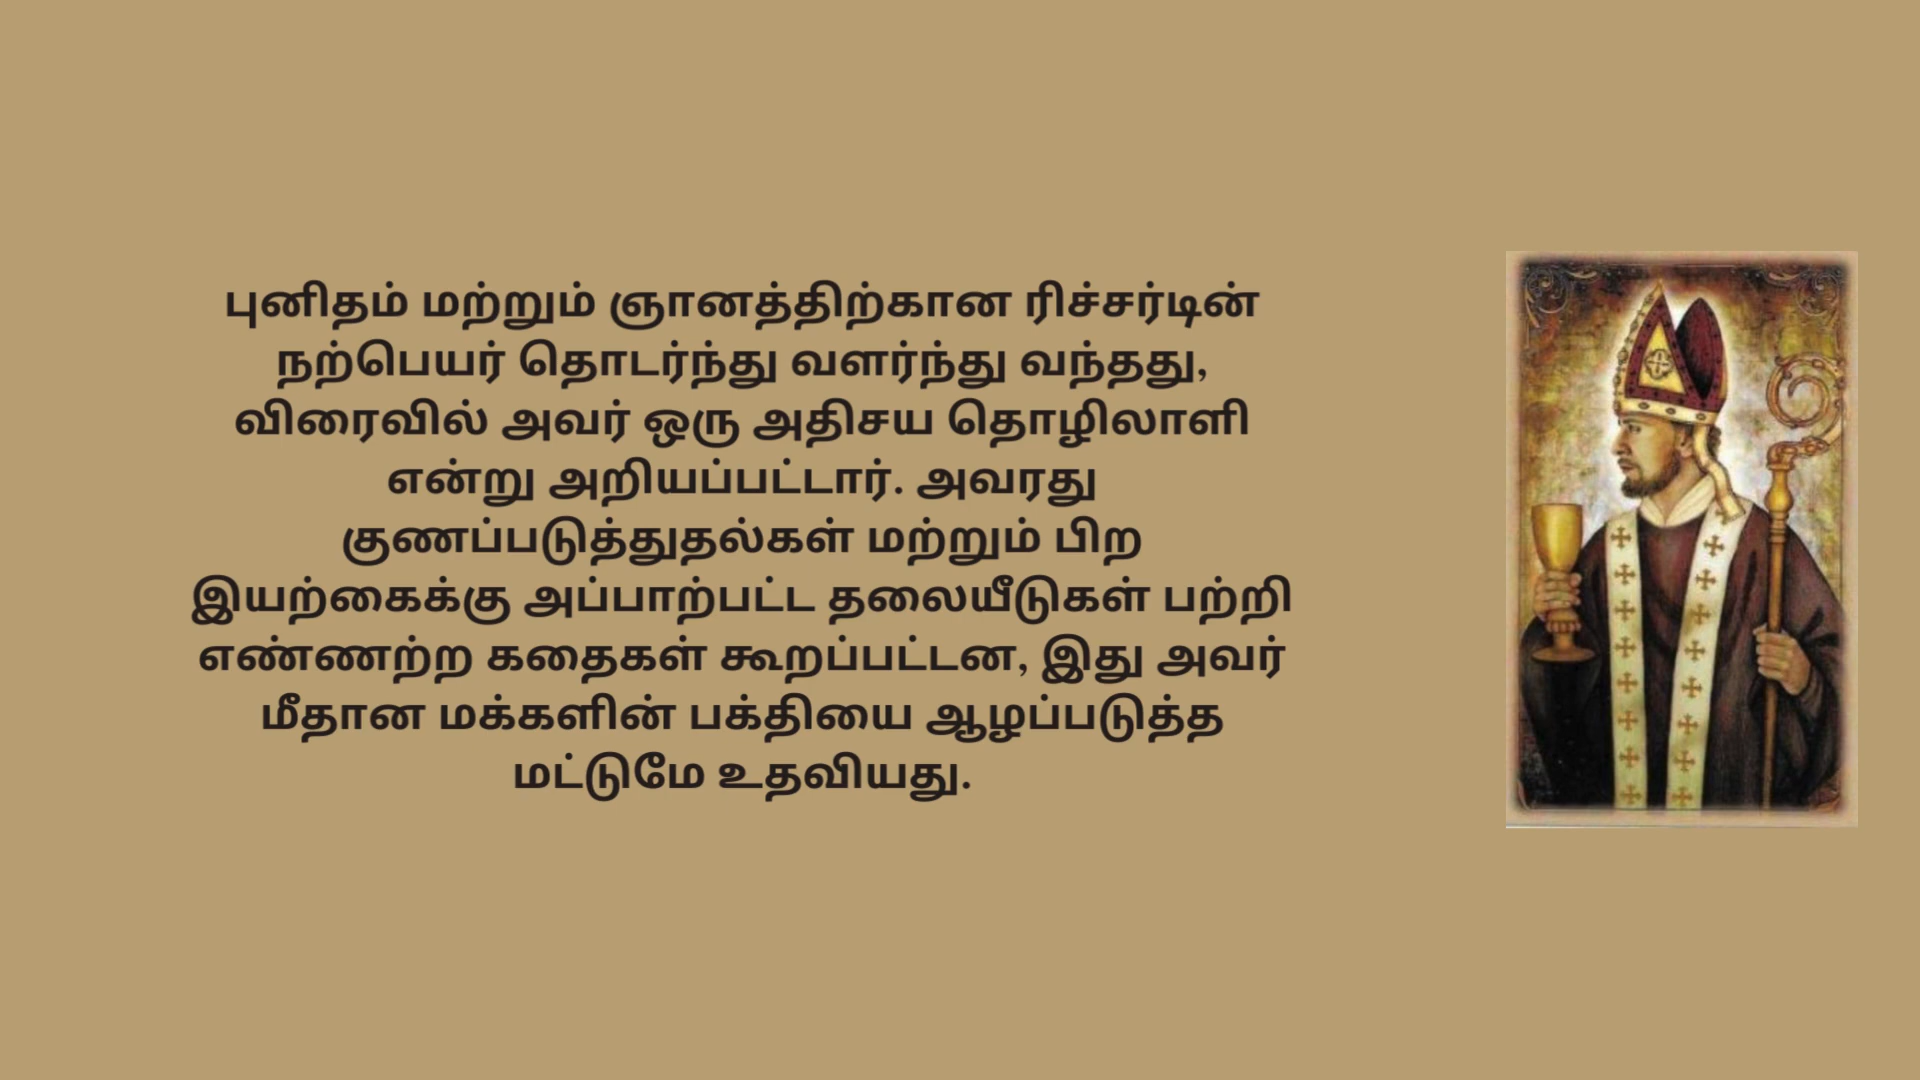 புனிதம் மற்றும் ஞானத்திற்கான ரிச்சர்டின்
நற்பெயர் தொடர்ந்து வளர்ந்து வந்தது,
விரைவில் அவர் ஒரு அதிசய தொழிலாளி
என்று அறியப்பட்டார். அவரது
குணப்படுத்துதல்கள் மற்றும் பிற
இயற்கைக்கு அப்பாற்பட்ட தலையீடுகள் பற்றி
எண்ணற்ற கதைகள் கூறப்பட்டன, இது அவர்
மீதான மக்களின் பக்தியை ஆழப்படுத்த
மட்டுமே உதவியது.